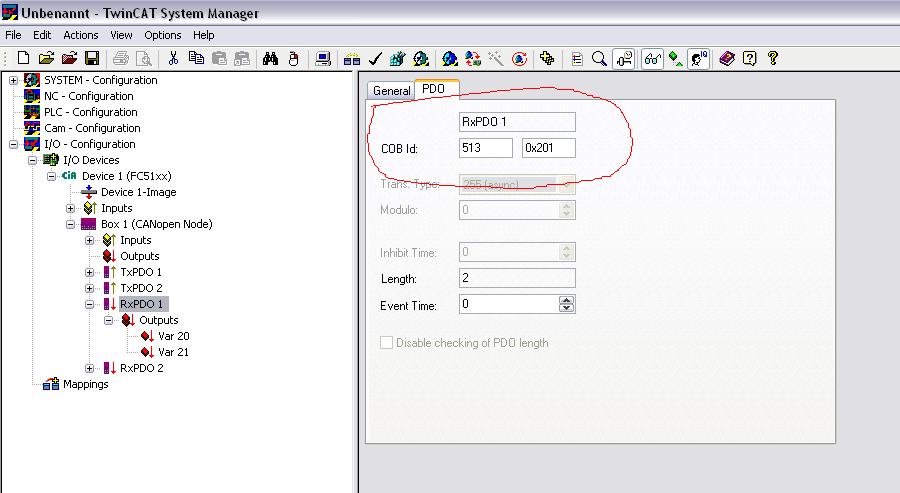 Unbenannt - TwinCAT System Manager
File Edit Actions View Options Help
SYSTEM - Configuration
NC - Configuration
PLC - Configuration
Cam - Configuration
I/O - Configuration
I/O Devices
Device 1 (FC51xx)
Device 1-Image
Inputs
Box 1 (CANopen Node)
Inputs
Outputs
TxPDO 1
TxPDO 2
RxPDO 1
Outputs
Var 20
Var 21
RxPDO 2
Mappings
General PDO
RxPDO 1
COB Id: 513 0x201
Trans. Type: 255 (async)
Modulo: 0
Inhibit Time: 0
Length: 2
Event Time: 0
Disable checking of PDO length